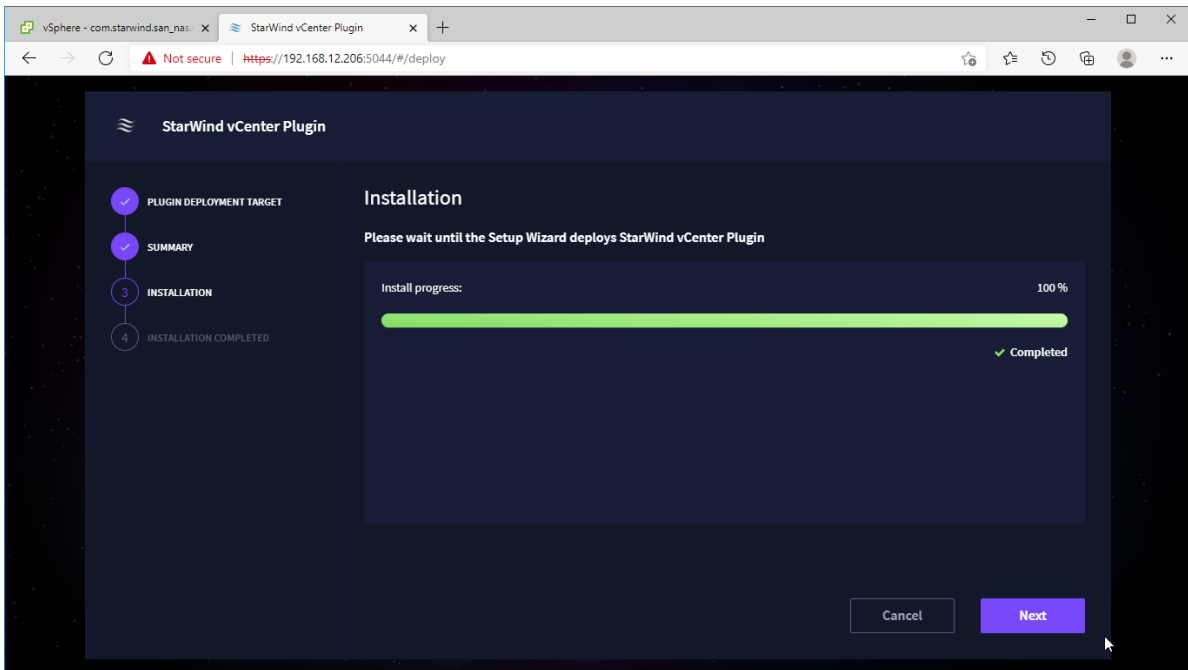 vSphere - com.starwind.san_nas.
StarWind vCenter Plugin
Not secure | https://192.168.12.206:5044/#/deploy
StarWind vCenter Plugin
PLUGIN DEPLOYMENT TARGET
SUMMARY
3 INSTALLATION
4 INSTALLATION COMPLETED
Installation
Please wait until the Setup Wizard deploys StarWind vCenter Plugin
Install progress: 100 %
Completed
Cancel
Next